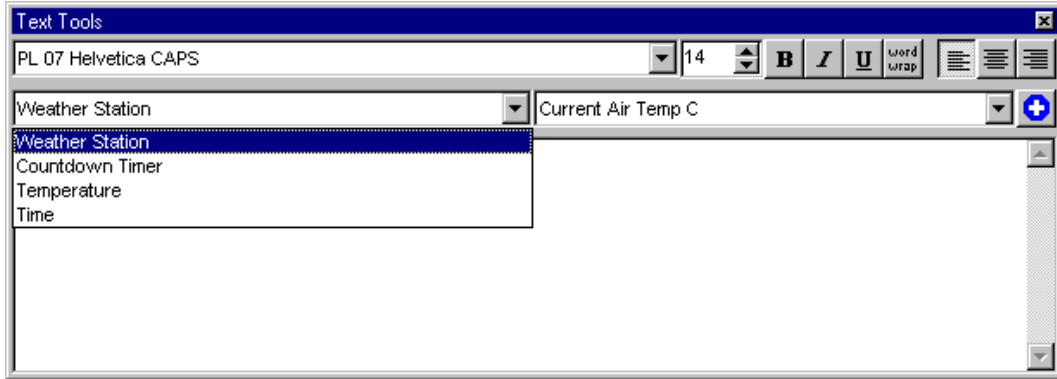 Text Tools
PL 07 Helvetica CAPS 14 B I U word wrap
Weather Station Current Air Temp C
Weather Station
Countdown Timer
Temperature
Time